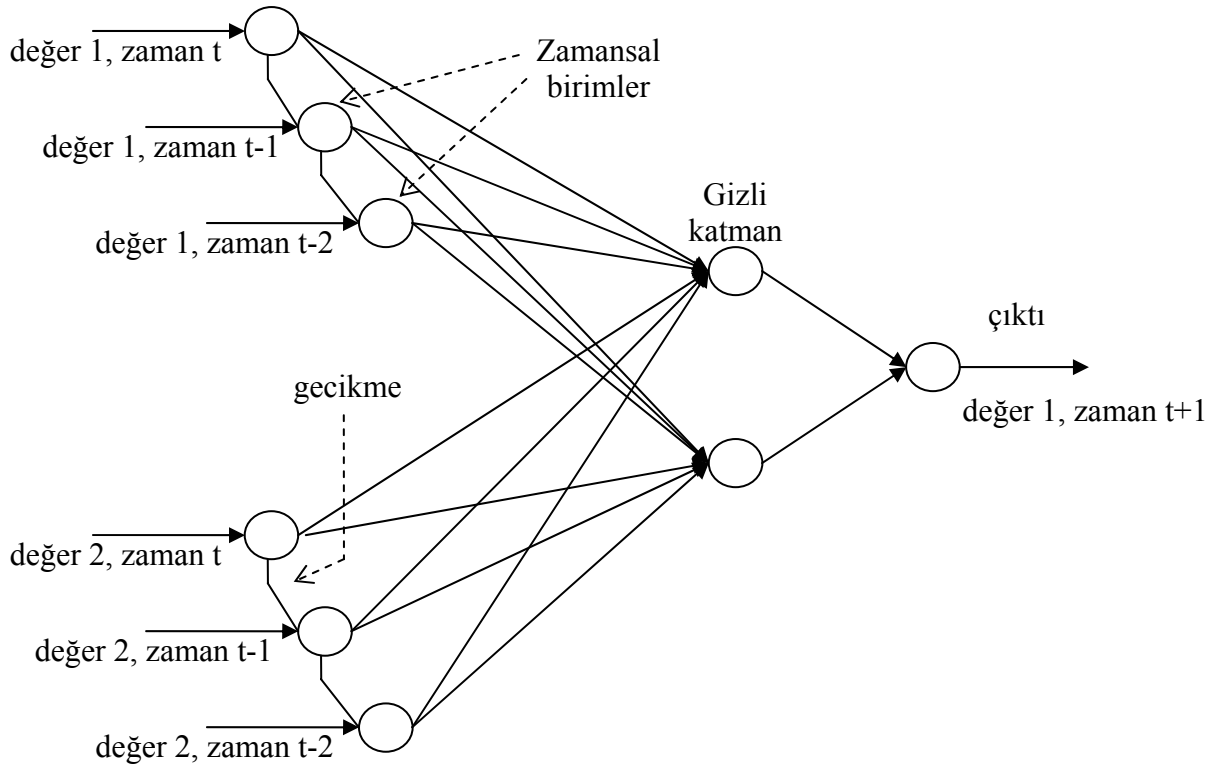 değer 1, zaman t
Zamansal
birimler
değer 1, zaman t-1
değer 1, zaman t-2
Gizli
katman
çıktı
değer 1, zaman t+1
gecikme
değer 2, zaman t
değer 2, zaman t-1
değer 2, zaman t-2